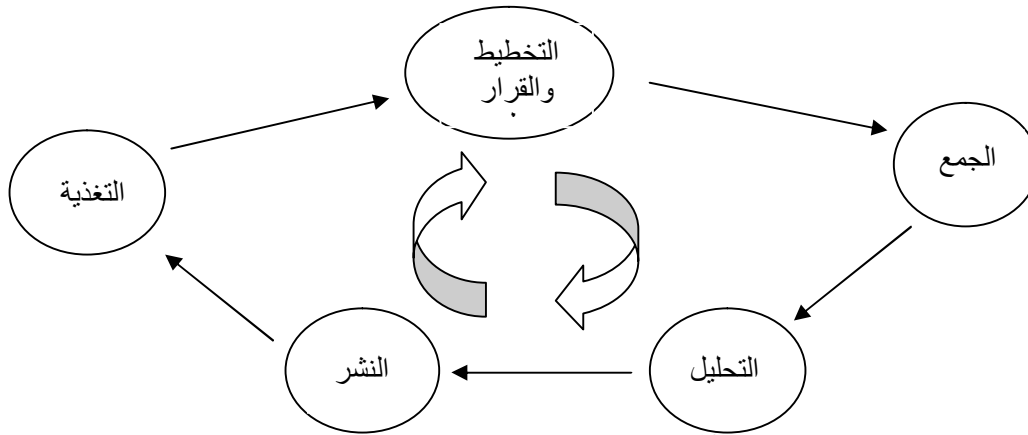 التخطيط
والقرار
الجمع
التغذية
النشر
التحليل